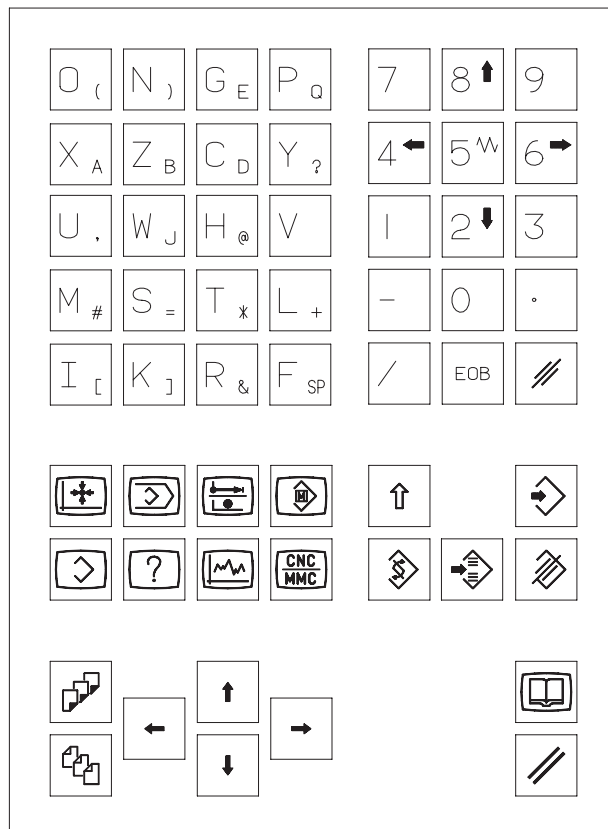 O ( N ) G E P Q 7 8 9
X A Z B C D Y ? 4 5 6
U , W J H @ V 1 2 3
M # S = T * L + - 0 .
I [ K ] R & F SP / EOB
M
? CNC
MMC